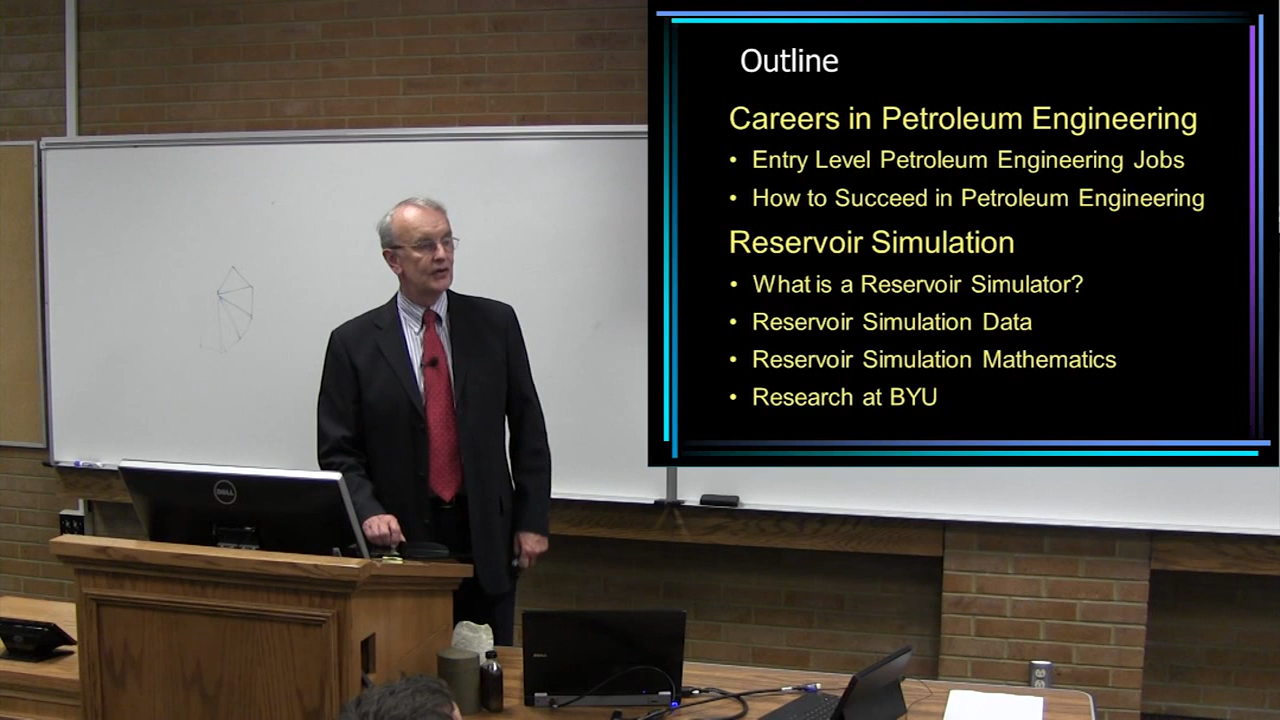 Outline
Careers in Petroleum Engineering
• Entry Level Petroleum Engineering Jobs
• How to Succeed in Petroleum Engineering
Reservoir Simulation
• What is a Reservoir Simulator?
• Reservoir Simulation Data
• Reservoir Simulation Mathematics
• Research at BYU
DELL
DELL